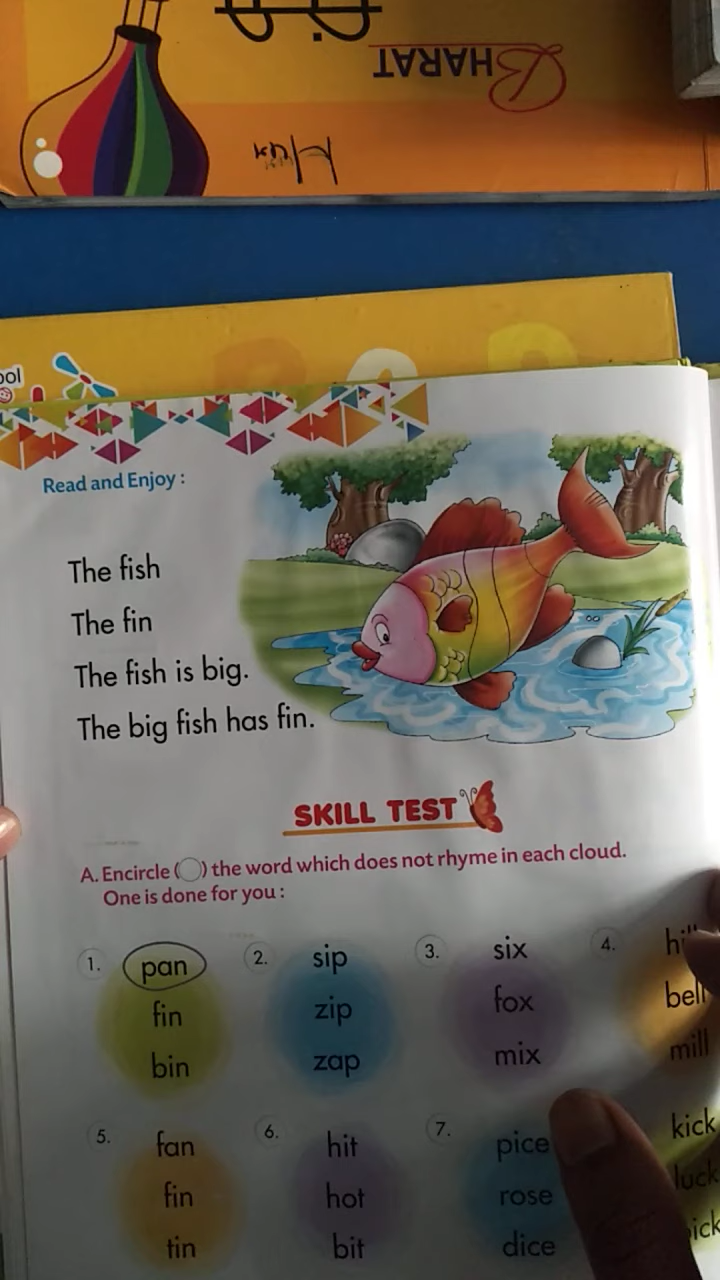 BHARAT
Read and Enjoy :
The fish
The fin
The fish is big.
The big fish has fin.
SKILL TEST
A. Encircle (◯) the word which does not rhyme in each cloud.
One is done for you :
1. pan
fin
bin
2. sip
zip
zap
3. six
fox
mix
4.
bell
mill
5. fan
fin
tin
6. hit
hot
bit
7. pice
rose
dice
kick
luck